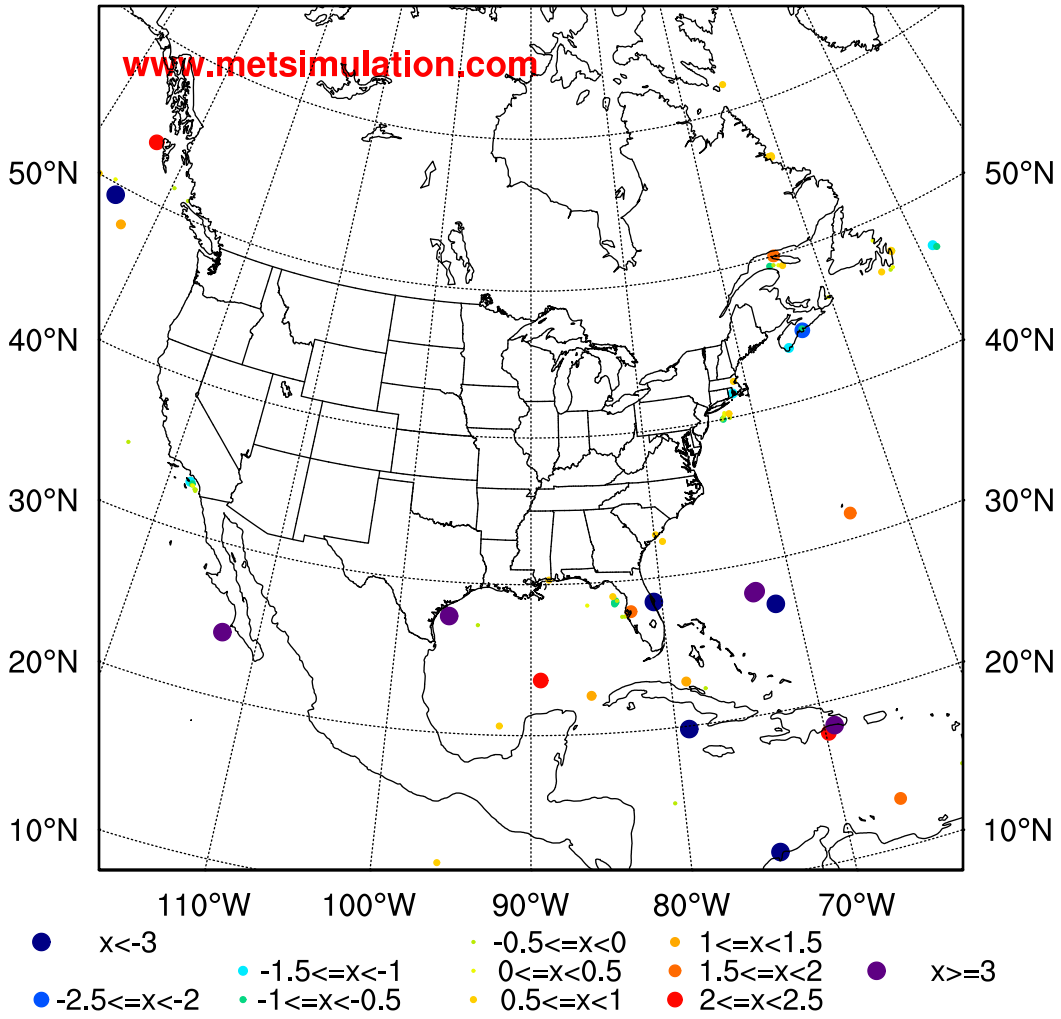 www.metsimulation.com
50°N 50°N
40°N 40°N
30°N 30°N
20°N 20°N
10°N 10°N
110°W 100°W 90°W 80°W 70°W
x<-3 -0.5<=x<0 1<=x<1.5
-1.5<=x<-1 0<=x<0.5 1.5<=x<2 x>=3
-2.5<=x<-2 -1<=x<-0.5 0.5<=x<1 2<=x<2.5